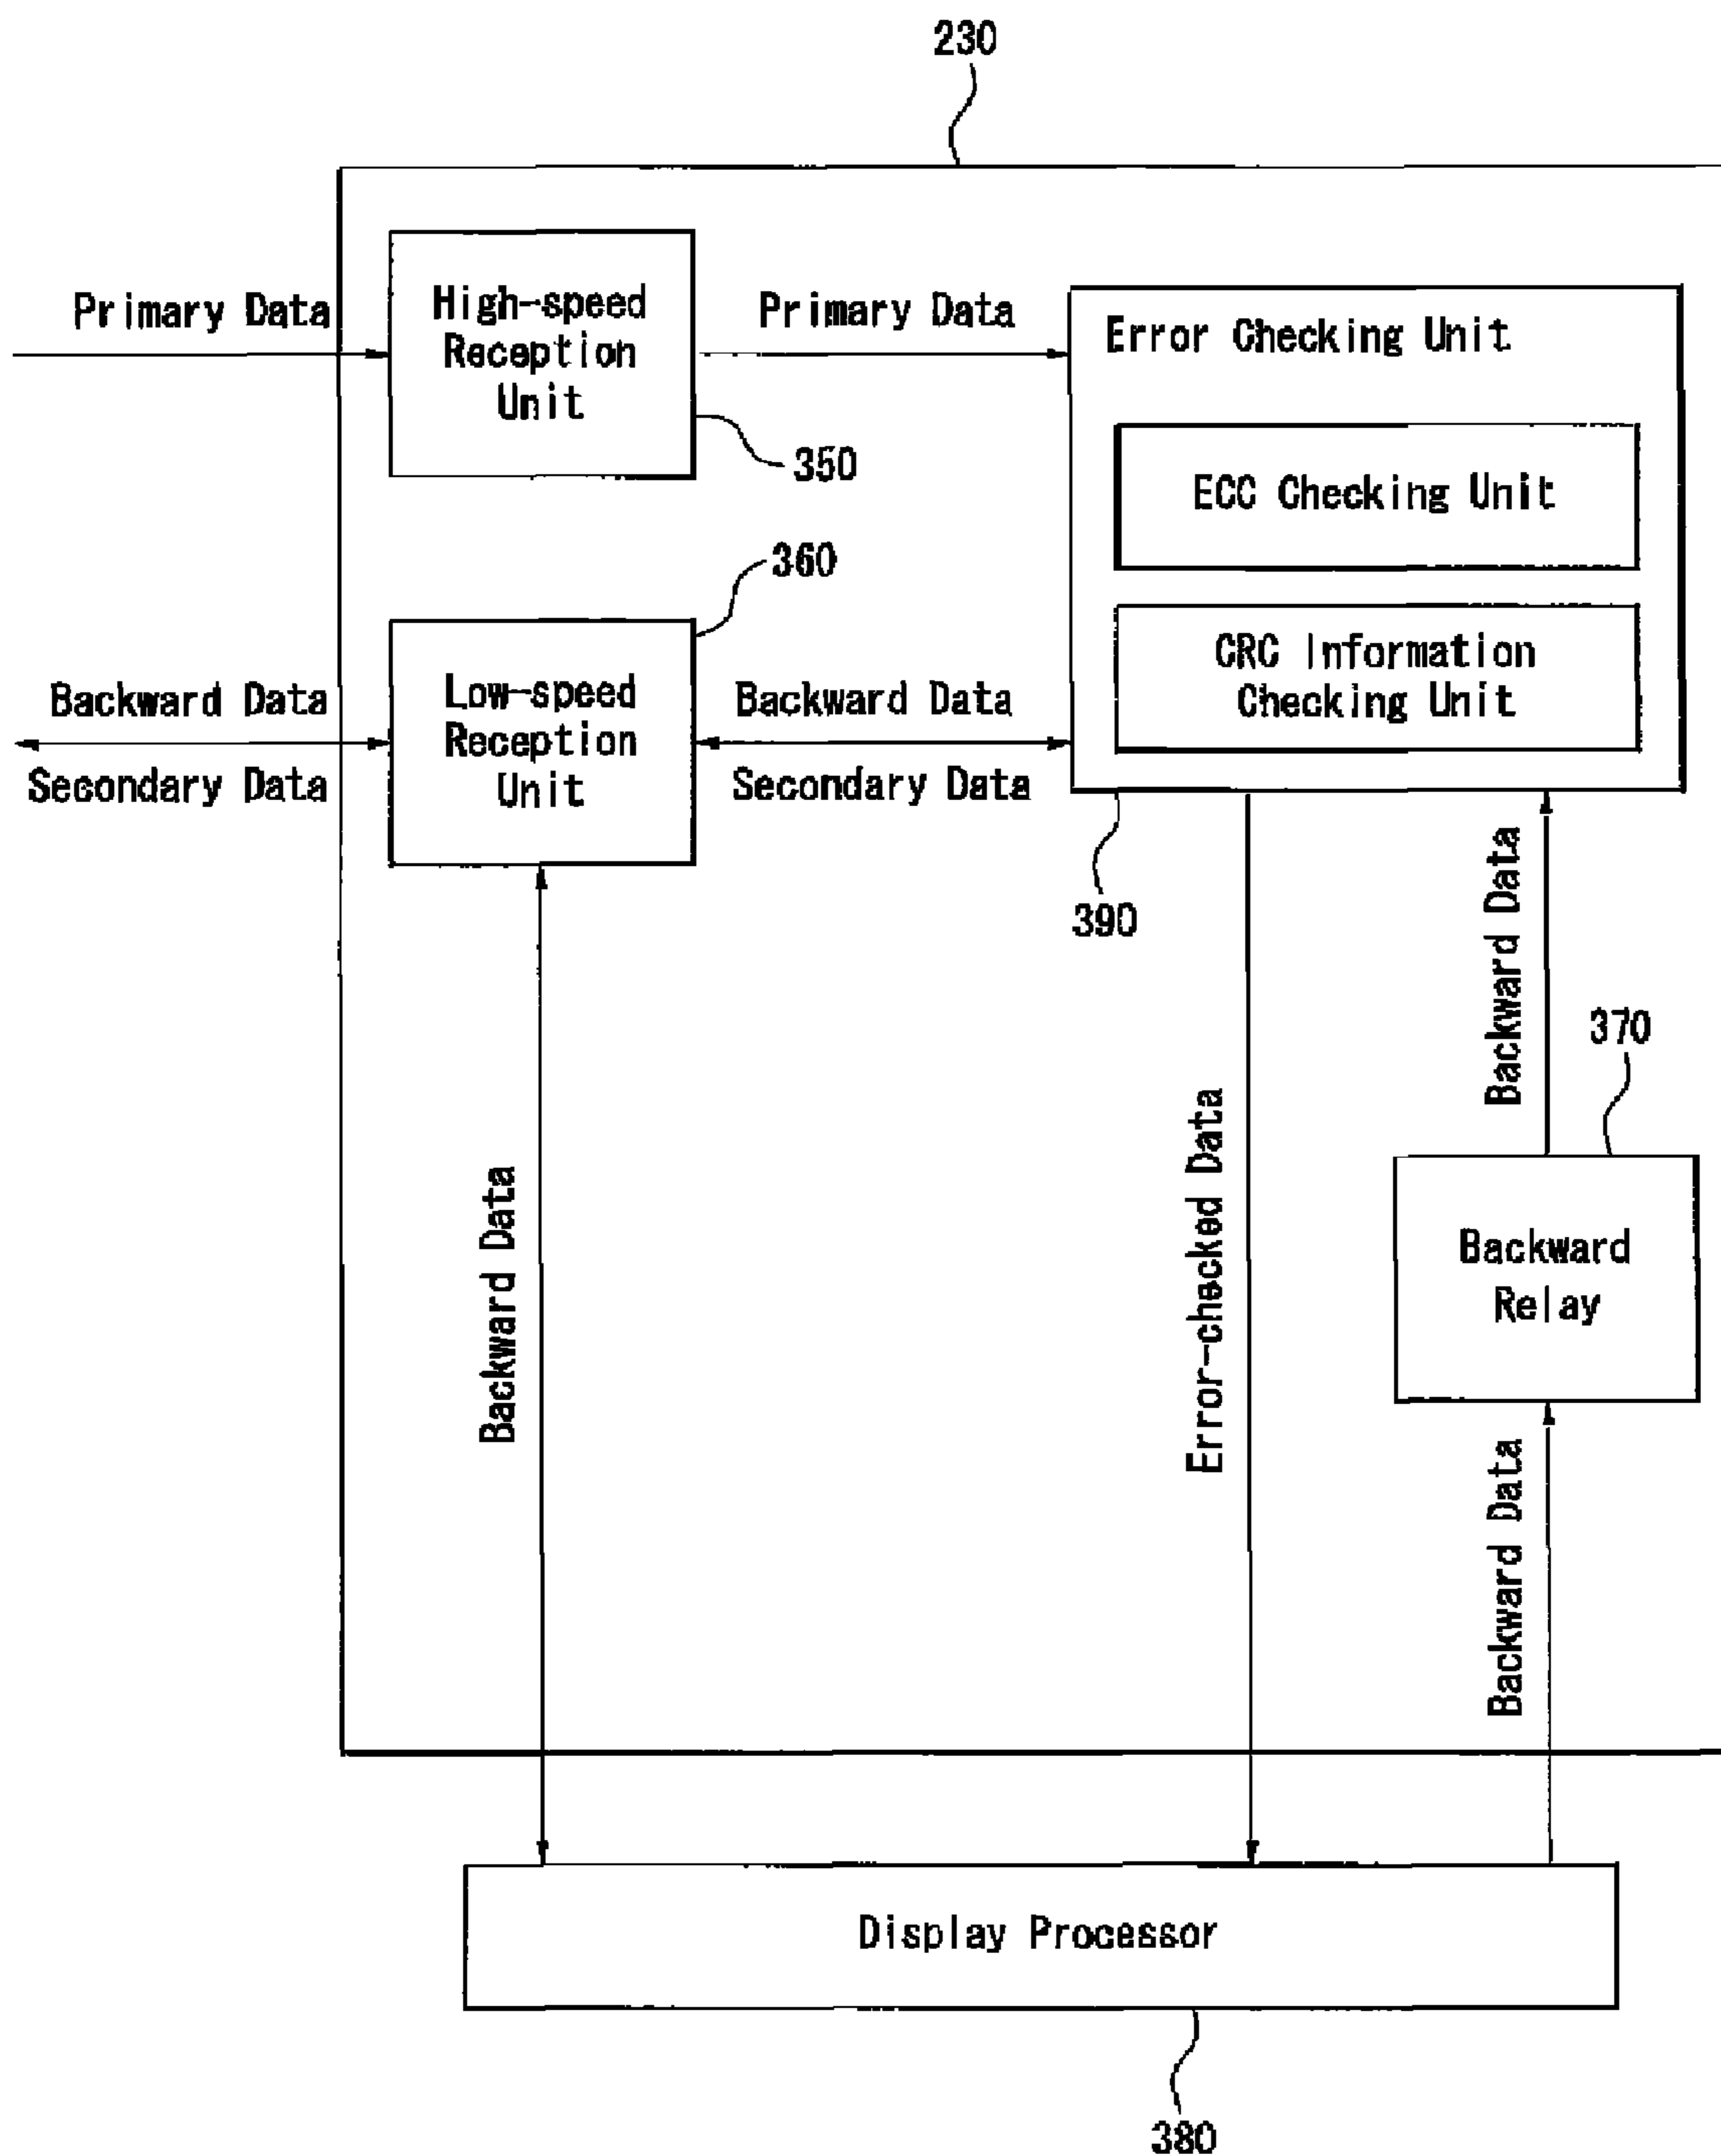 230
Primary Data
High-speed
Reception
Unit
350
Primary Data
Error Checking Unit
ECC Checking Unit
CRC Information
Checking Unit
360
Backward Data
Secondary Data
Low-speed
Reception
Unit
Backward Data
Secondary Data
390
Backward Data
370
Backward
Relay
Backward Data
Error-checked Data
Backward Data
Display Processor
380